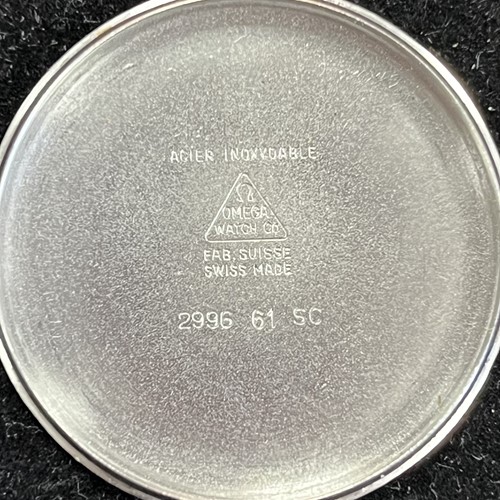 ACIER INOXYDABLE
Ω
OMEGA
WATCH Co
FAB. SUISSE
SWISS MADE
2996 61 SC